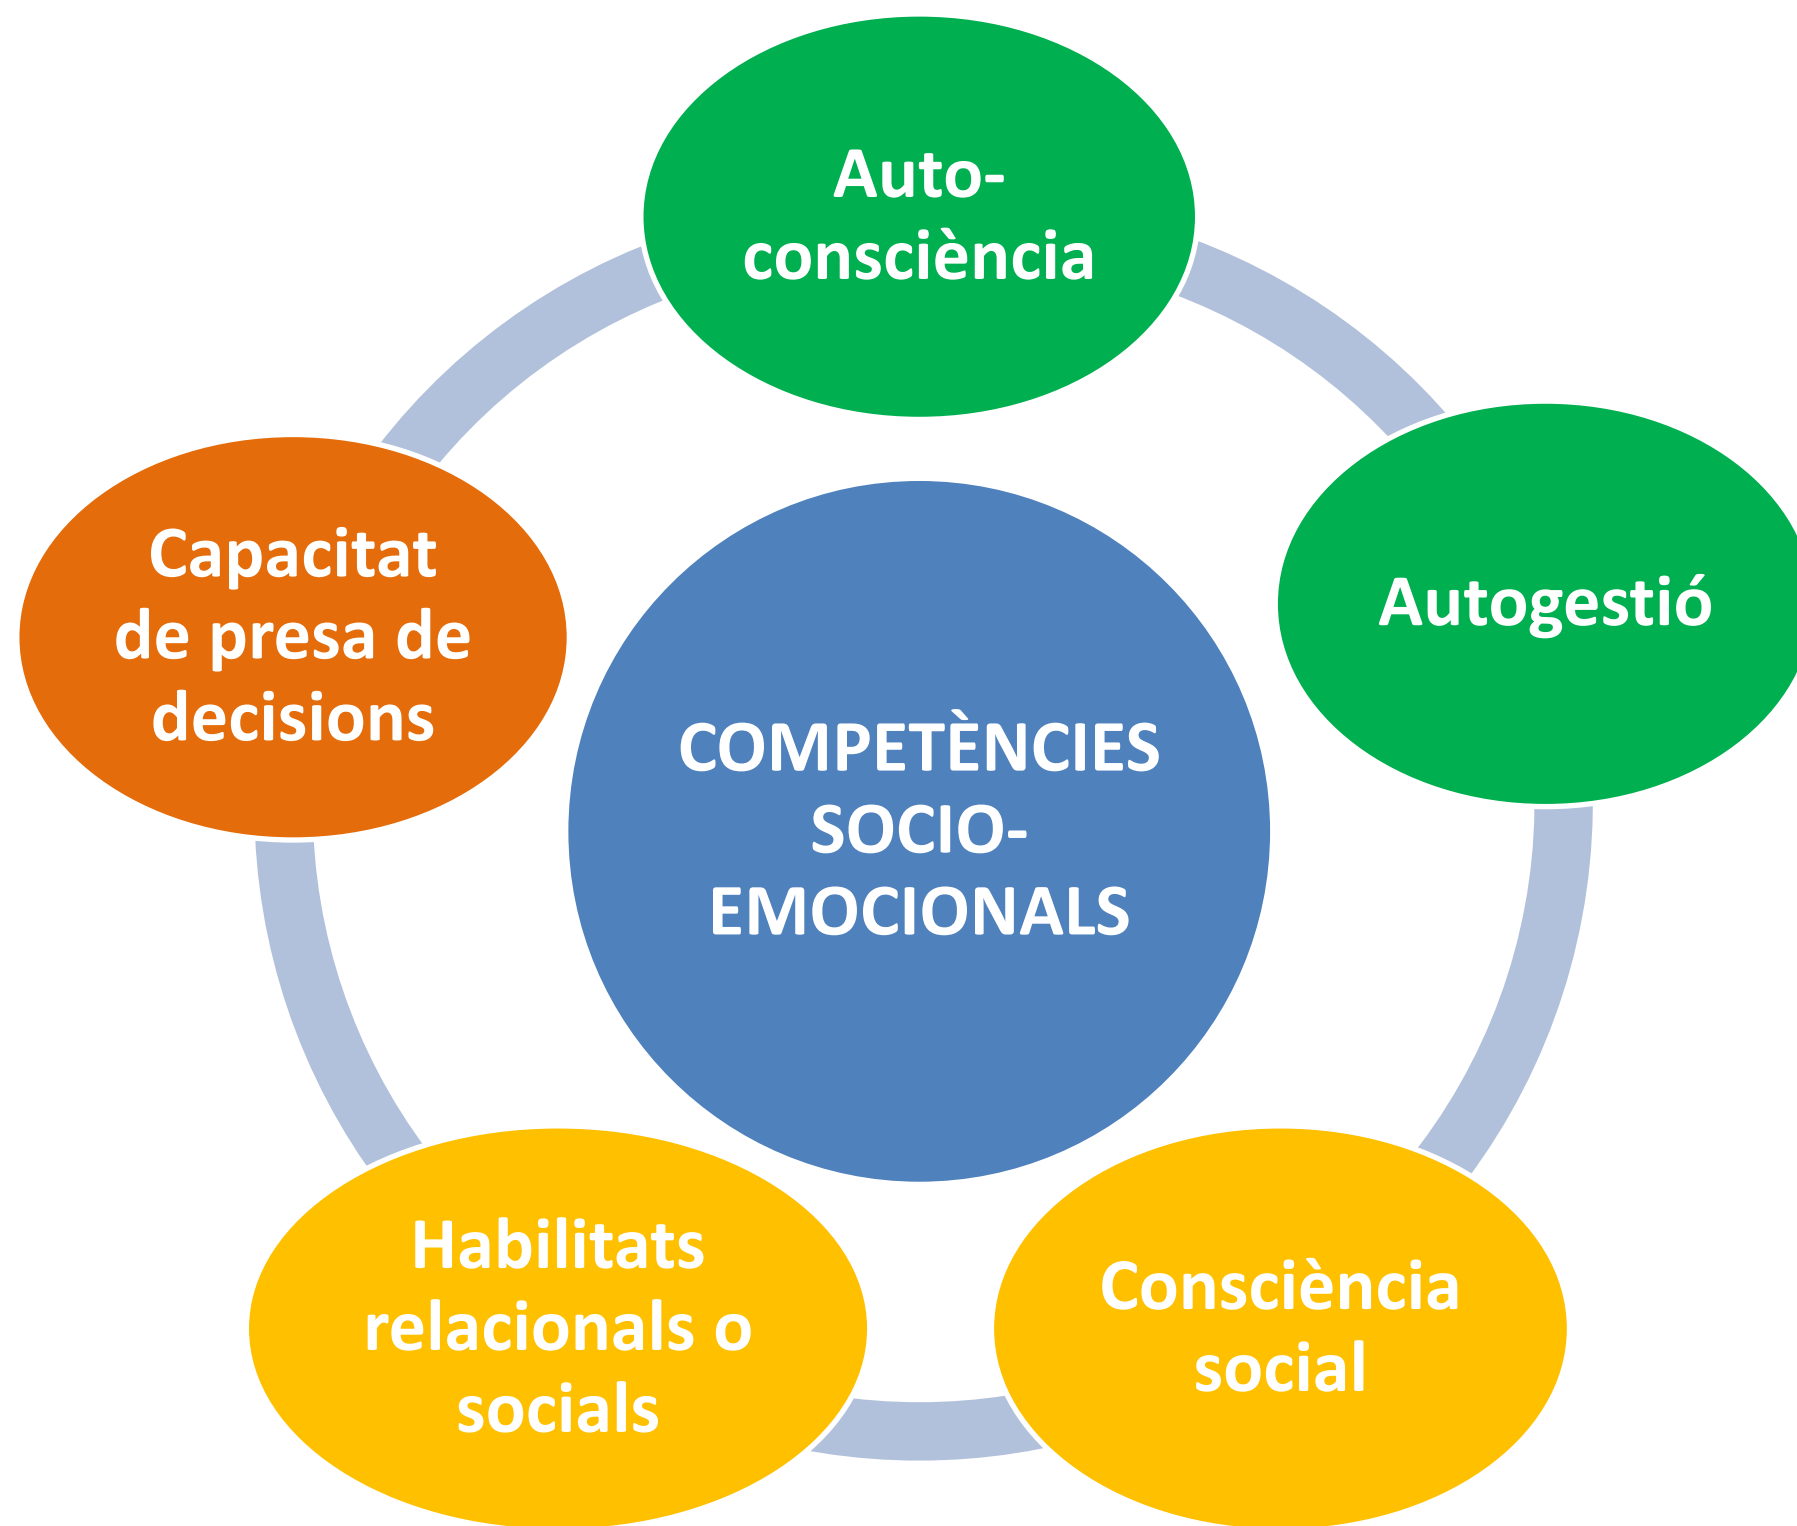 Auto-
consciència
Autogestió
Capacitat
de presa de
decisions
COMPETÈNCIES
SOCIO-
EMOCIONALS
Habilitats
relacionals o
socials
Consciència
social